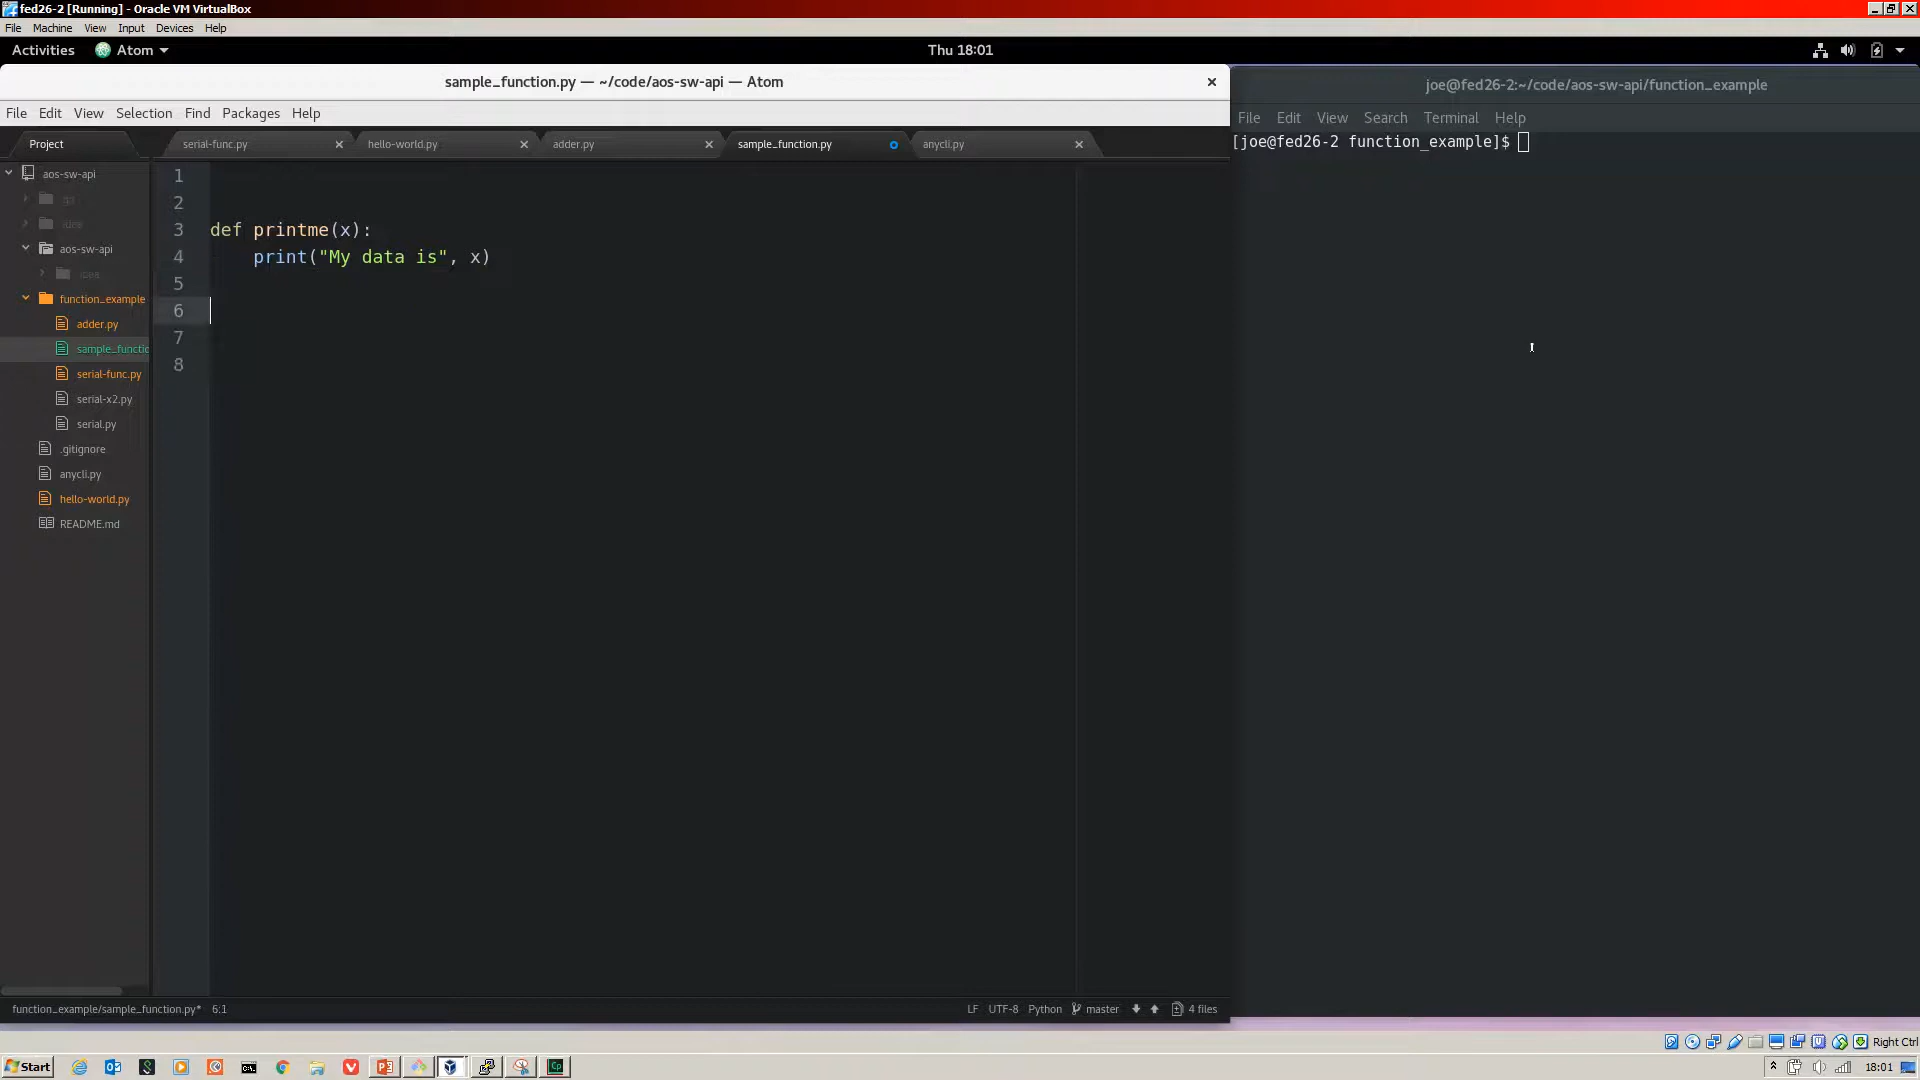 fed26-2 [Running] - Oracle VM VirtualBox
File Machine View Input Devices Help
Activities Atom Thu 18:01
sample_function.py — ~/code/aos-sw-api — Atom
File Edit View Selection Find Packages Help
Project
serial-func.py hello-world.py adder.py sample_function.py anycli.py
aos-sw-api
.git
.idea
aos-sw-api
.idea
function_example
adder.py
sample_functio
serial-func.py
serial-x2.py
serial.py
.gitignore
anycli.py
hello-world.py
README.md
1
2
3 def printme(x):
4 print("My data is", x)
5
6
7
8
function_example/sample_function.py* 6:1 LF UTF-8 Python master 4 files
joe@fed26-2:~/code/aos-sw-api/function_example
File Edit View Search Terminal Help
[joe@fed26-2 function_example]$
Right Ctrl
Start 18:01